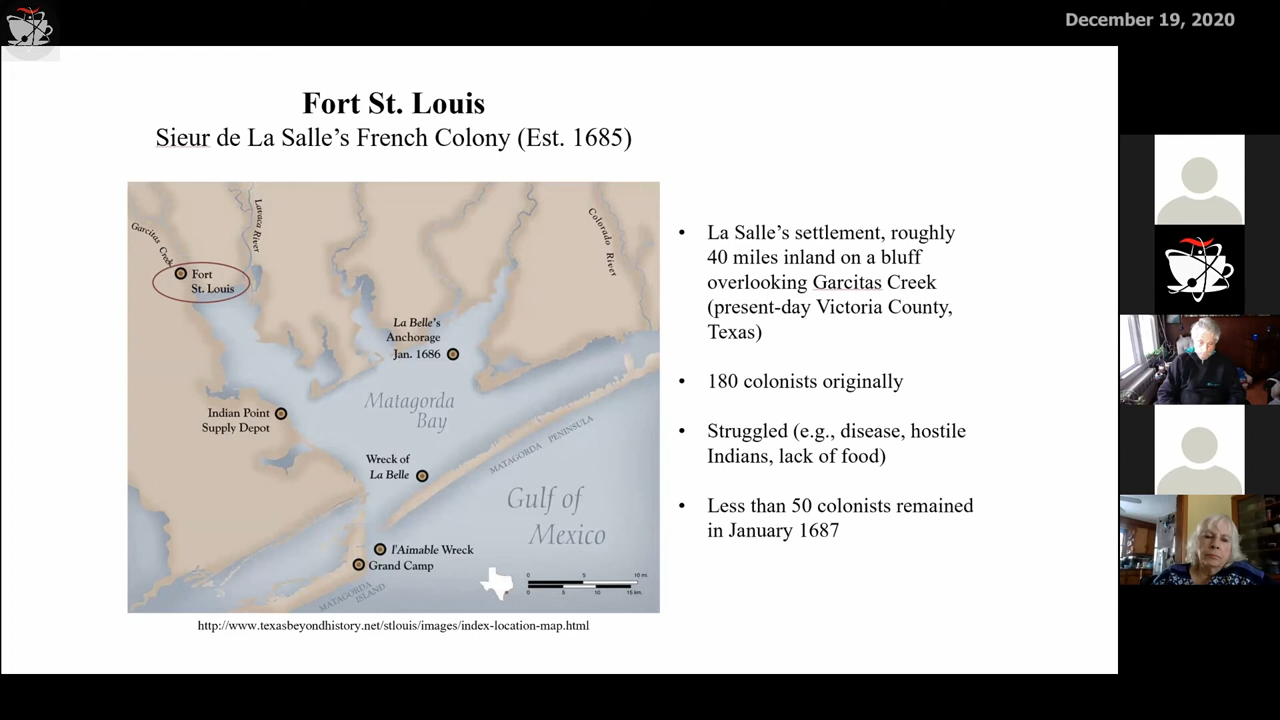 December 19, 2020
Fort St. Louis
Sieur de La Salle's French Colony (Est. 1685)
Garcitas Creek
Lavaca River
Colorado River
Fort
St. Louis
La Belle's
Anchorage
Jan. 1686
Matagorda
Bay
Indian Point
Supply Depot
Wreck of
La Belle
MATAGORDA PENINSULA
Gulf of
Mexico
l'Aimable Wreck
Grand Camp
MATAGORDA
ISLAND
0 5 10 mi.
0 5 10 15 km.
http://www.texasbeyondhistory.net/stlouis/images/index-location-map.html
• La Salle's settlement, roughly
40 miles inland on a bluff
overlooking Garcitas Creek
(present-day Victoria County,
Texas)
• 180 colonists originally
• Struggled (e.g., disease, hostile
Indians, lack of food)
• Less than 50 colonists remained
in January 1687